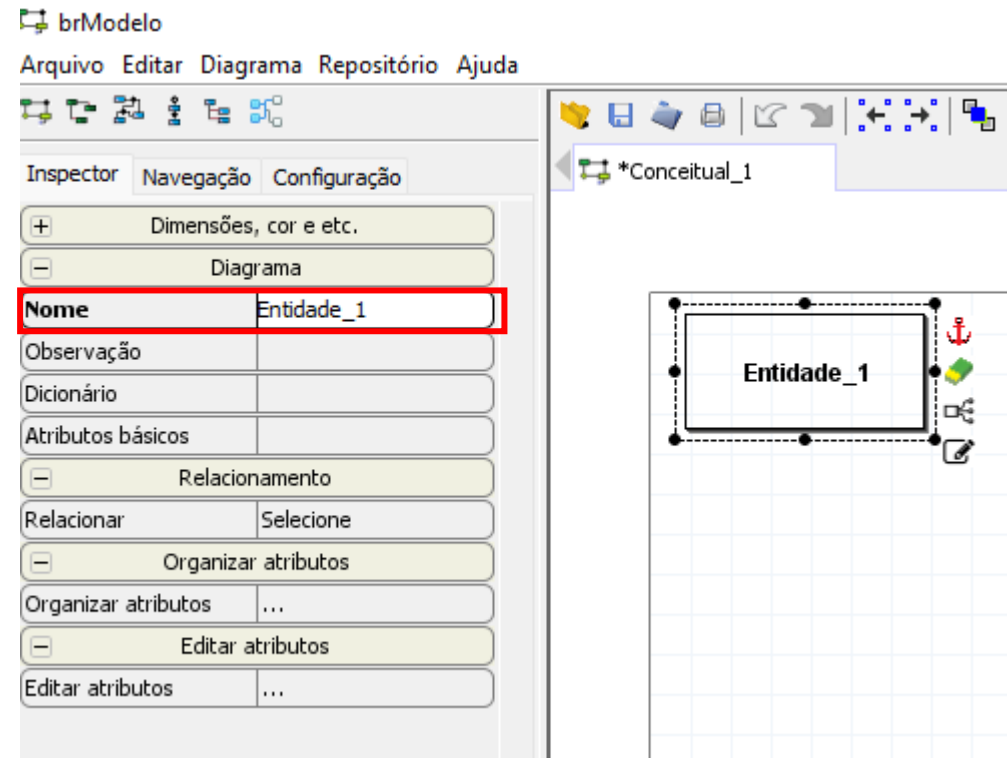 brModelo
Arquivo Editar Diagrama Repositório Ajuda
Inspector Navegação Configuração
*Conceitual_1
Dimensões, cor e etc.
Diagrama
Nome Entidade_1
Observação
Dicionário
Atributos básicos
Relacionamento
Relacionar Selecione
Organizar atributos
Organizar atributos ...
Editar atributos
Editar atributos ...
Entidade_1